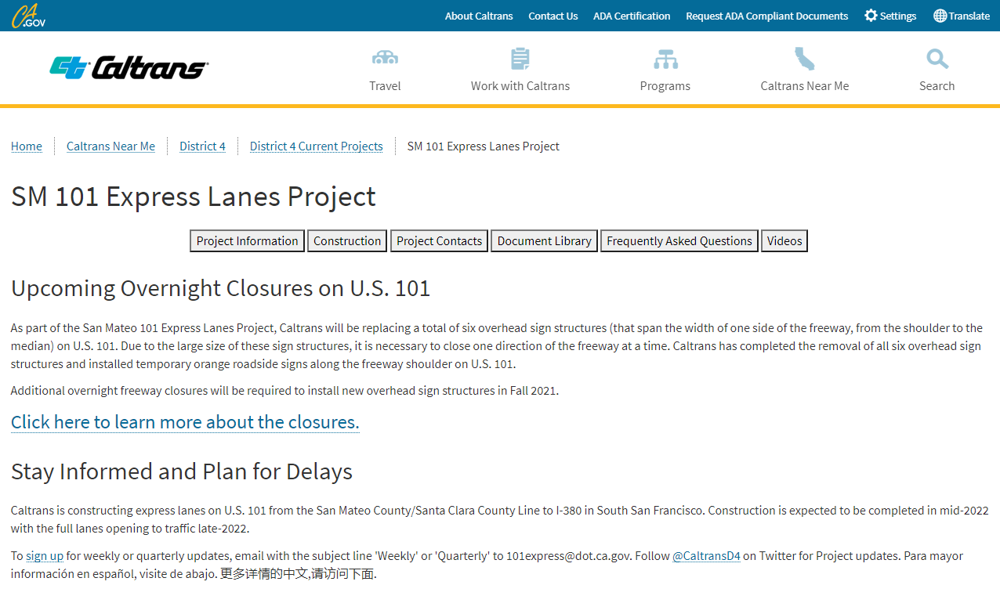 CA.GOV
About Caltrans Contact Us ADA Certification Request ADA Compliant Documents Settings Translate
ct Caltrans
Travel Work with Caltrans Programs Caltrans Near Me Search
Home Caltrans Near Me District 4 District 4 Current Projects SM 101 Express Lanes Project
SM 101 Express Lanes Project
Project Information Construction Project Contacts Document Library Frequently Asked Questions Videos
Upcoming Overnight Closures on U.S. 101
As part of the San Mateo 101 Express Lanes Project, Caltrans will be replacing a total of six overhead sign structures (that span the width of one side of the freeway, from the shoulder to the
median) on U.S. 101. Due to the large size of these sign structures, it is necessary to close one direction of the freeway at a time. Caltrans has completed the removal of all six overhead sign
structures and installed temporary orange roadside signs along the freeway shoulder on U.S. 101.
Additional overnight freeway closures will be required to install new overhead sign structures in Fall 2021.
Click here to learn more about the closures.
Stay Informed and Plan for Delays
Caltrans is constructing express lanes on U.S. 101 from the San Mateo County/Santa Clara County Line to I-380 in South San Francisco. Construction is expected to be completed in mid-2022
with the full lanes opening to traffic late-2022.
To sign up for weekly or quarterly updates, email with the subject line 'Weekly' or 'Quarterly' to 101express@dot.ca.gov. Follow @CaltransD4 on Twitter for Project updates. Para mayor
información en español, visite de abajo. 更多详情的中文,请访问下面.